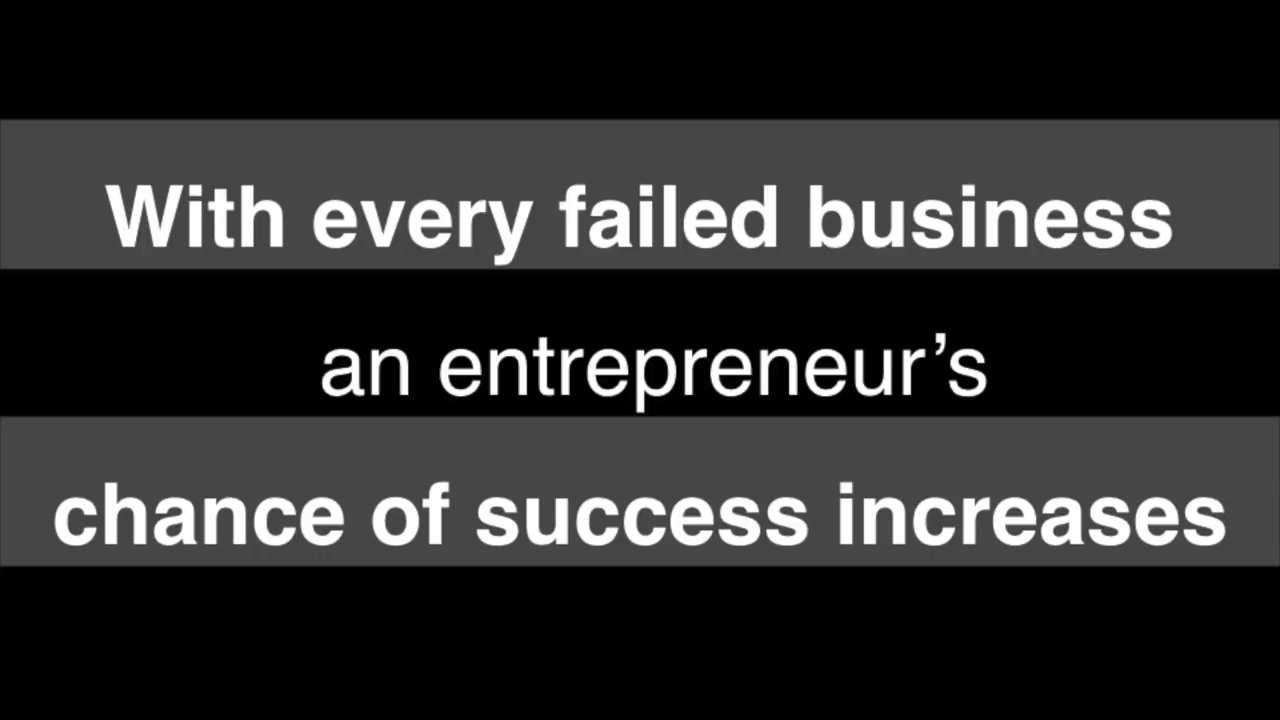 With every failed business
an entrepreneur’s
chance of success increases